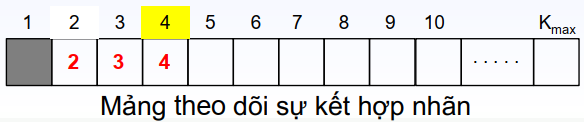 1 2 3 4 5 6 7 8 9 10 Kmax
2 3 4 .....
Mảng theo dõi sự kết hợp nhãn